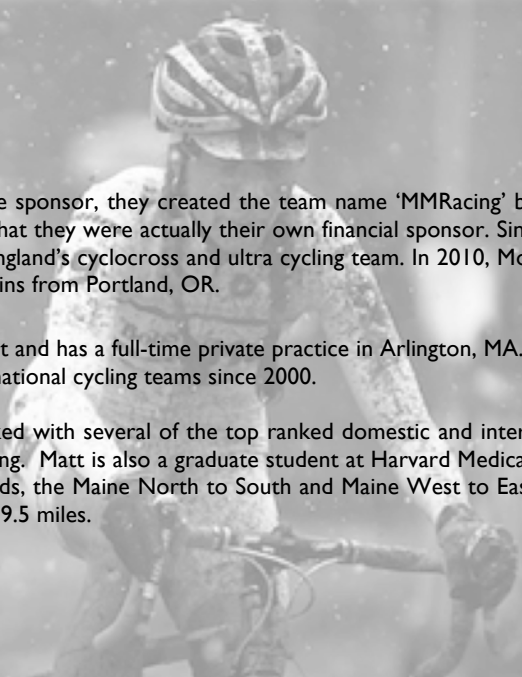 e sponsor, they created the team name ‘MMRacing’ b
hat they were actually their own financial sponsor. Sin
ngland’s cyclocross and ultra cycling team. In 2010, Mo
ins from Portland, OR.
t and has a full-time private practice in Arlington, MA.
national cycling teams since 2000.
ked with several of the top ranked domestic and inter
ng. Matt is also a graduate student at Harvard Medica
ds, the Maine North to South and Maine West to Eas
9.5 miles.